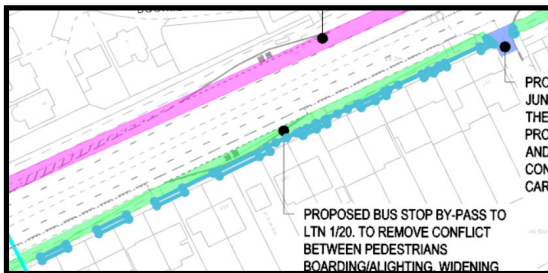 PROPOSED BUS STOP BY-PASS TO
LTN 1/20. TO REMOVE CONFLICT
BETWEEN PEDESTRIANS
BOARDING/ALIGHTING. WIDENING
PRO
JUN
THE
PRO
AND
CON
CAR